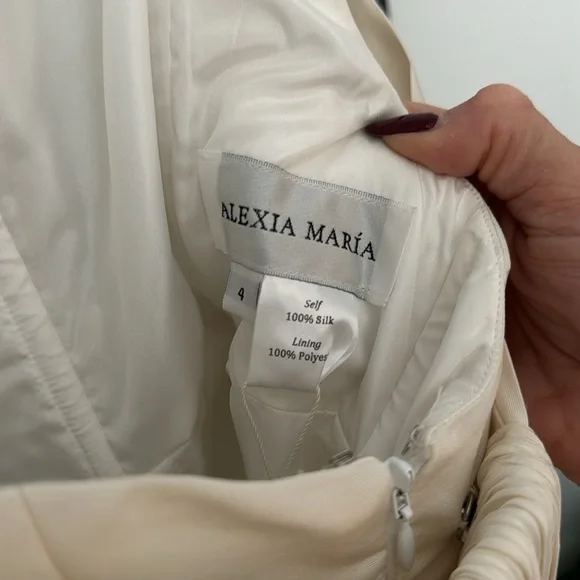 ALEXIA MARÍA
4
Self
100% Silk
Lining
100% Polyes